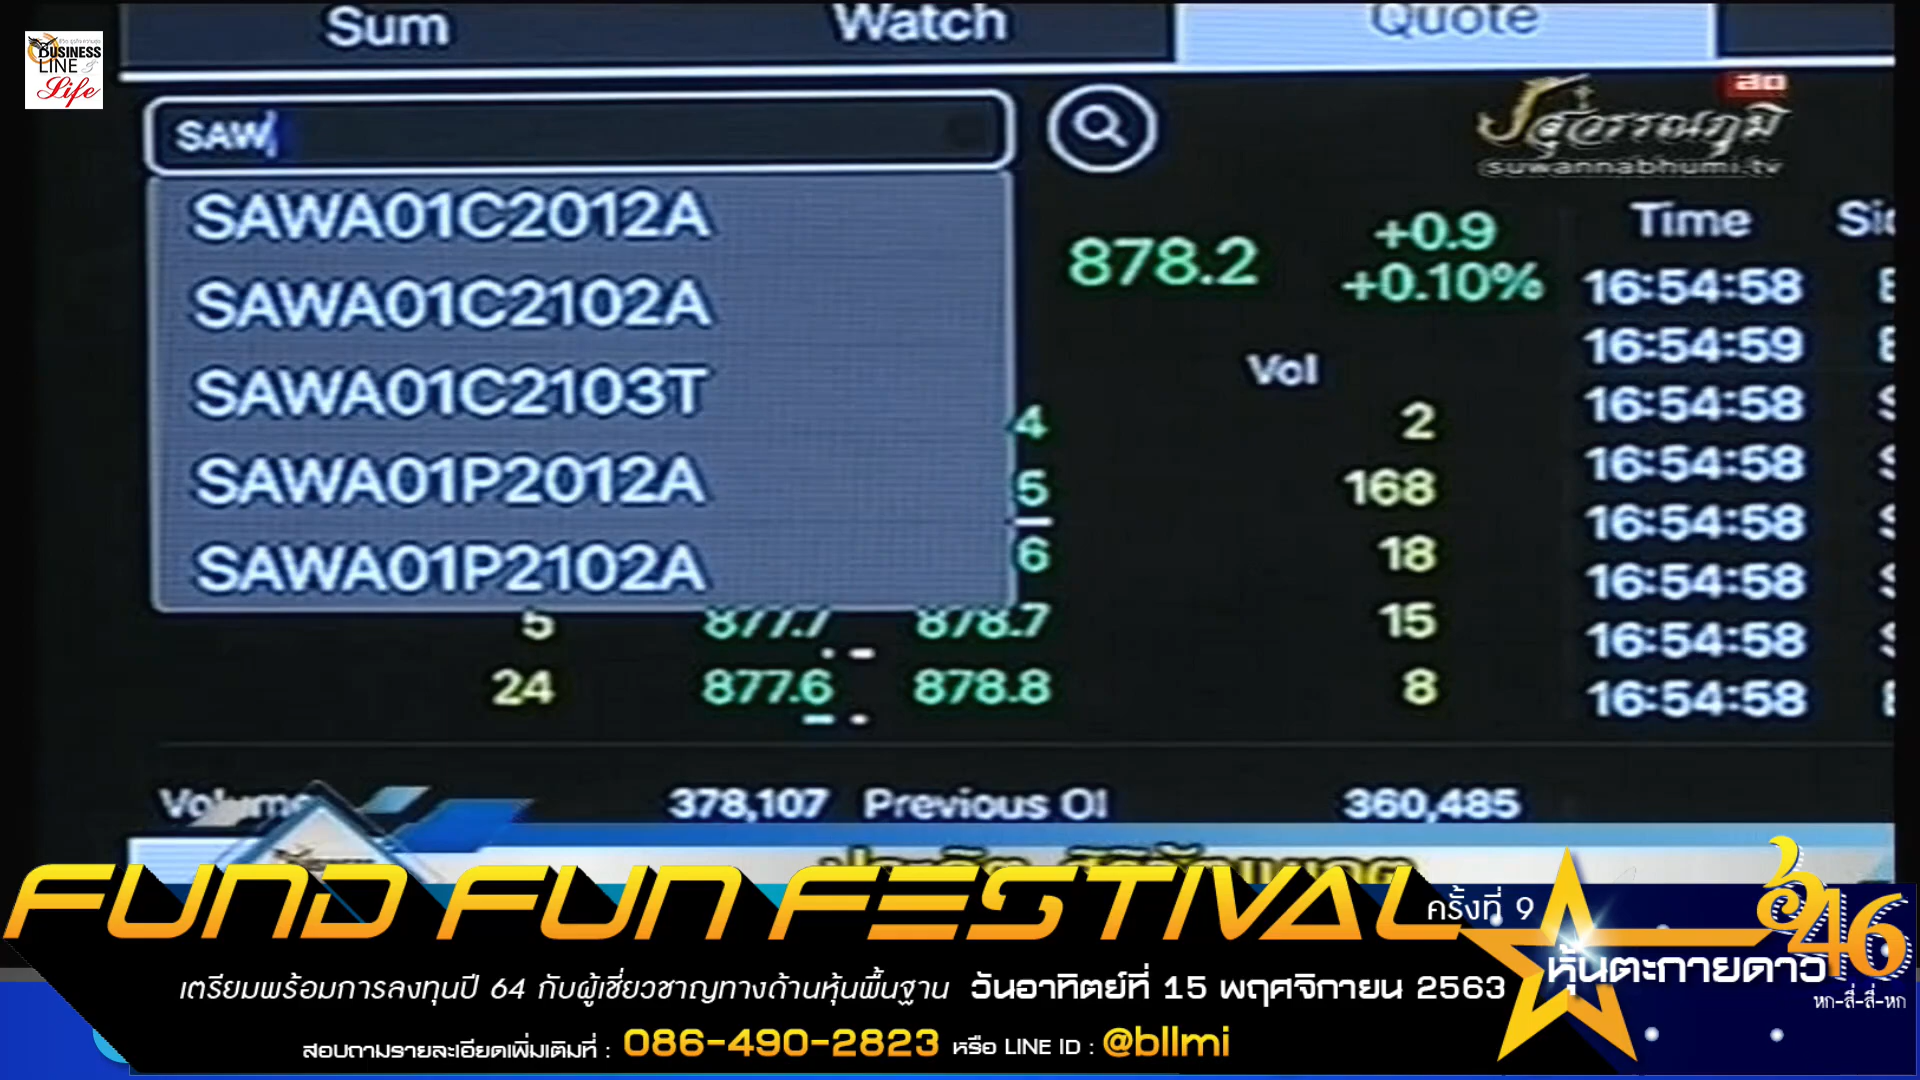 Sum Watch Quote
BUSINESS
LINE &
Life
SAW
สด
สุวรรณภูมิ
suwannabhumi.tv
SAWA01C2012A
SAWA01C2102A
SAWA01C2103T
SAWA01P2012A
SAWA01P2102A
878.2
+0.9
+0.10%
Time
16:54:58
16:54:59
16:54:58
16:54:58
16:54:58
16:54:58
16:54:58
16:54:58
Vol
4 2
5 168
6 18
5 877.7 878.7 15
24 877.6 878.8 8
Volume 378,107 Previous OI 360,485
FUND FUN FESTIVAL ครั้งที่ 9
เตรียมพร้อมการลงทุนปี 64 กับผู้เชี่ยวชาญทางด้านหุ้นพื้นฐาน วันอาทิตย์ที่ 15 พฤศจิกายน 2563
สอบถามรายละเอียดเพิ่มเติมที่ : 086-490-2823 หรือ LINE ID : @bllmi
หุ้นตะกายดาว
หก-สี่-สี่-หก